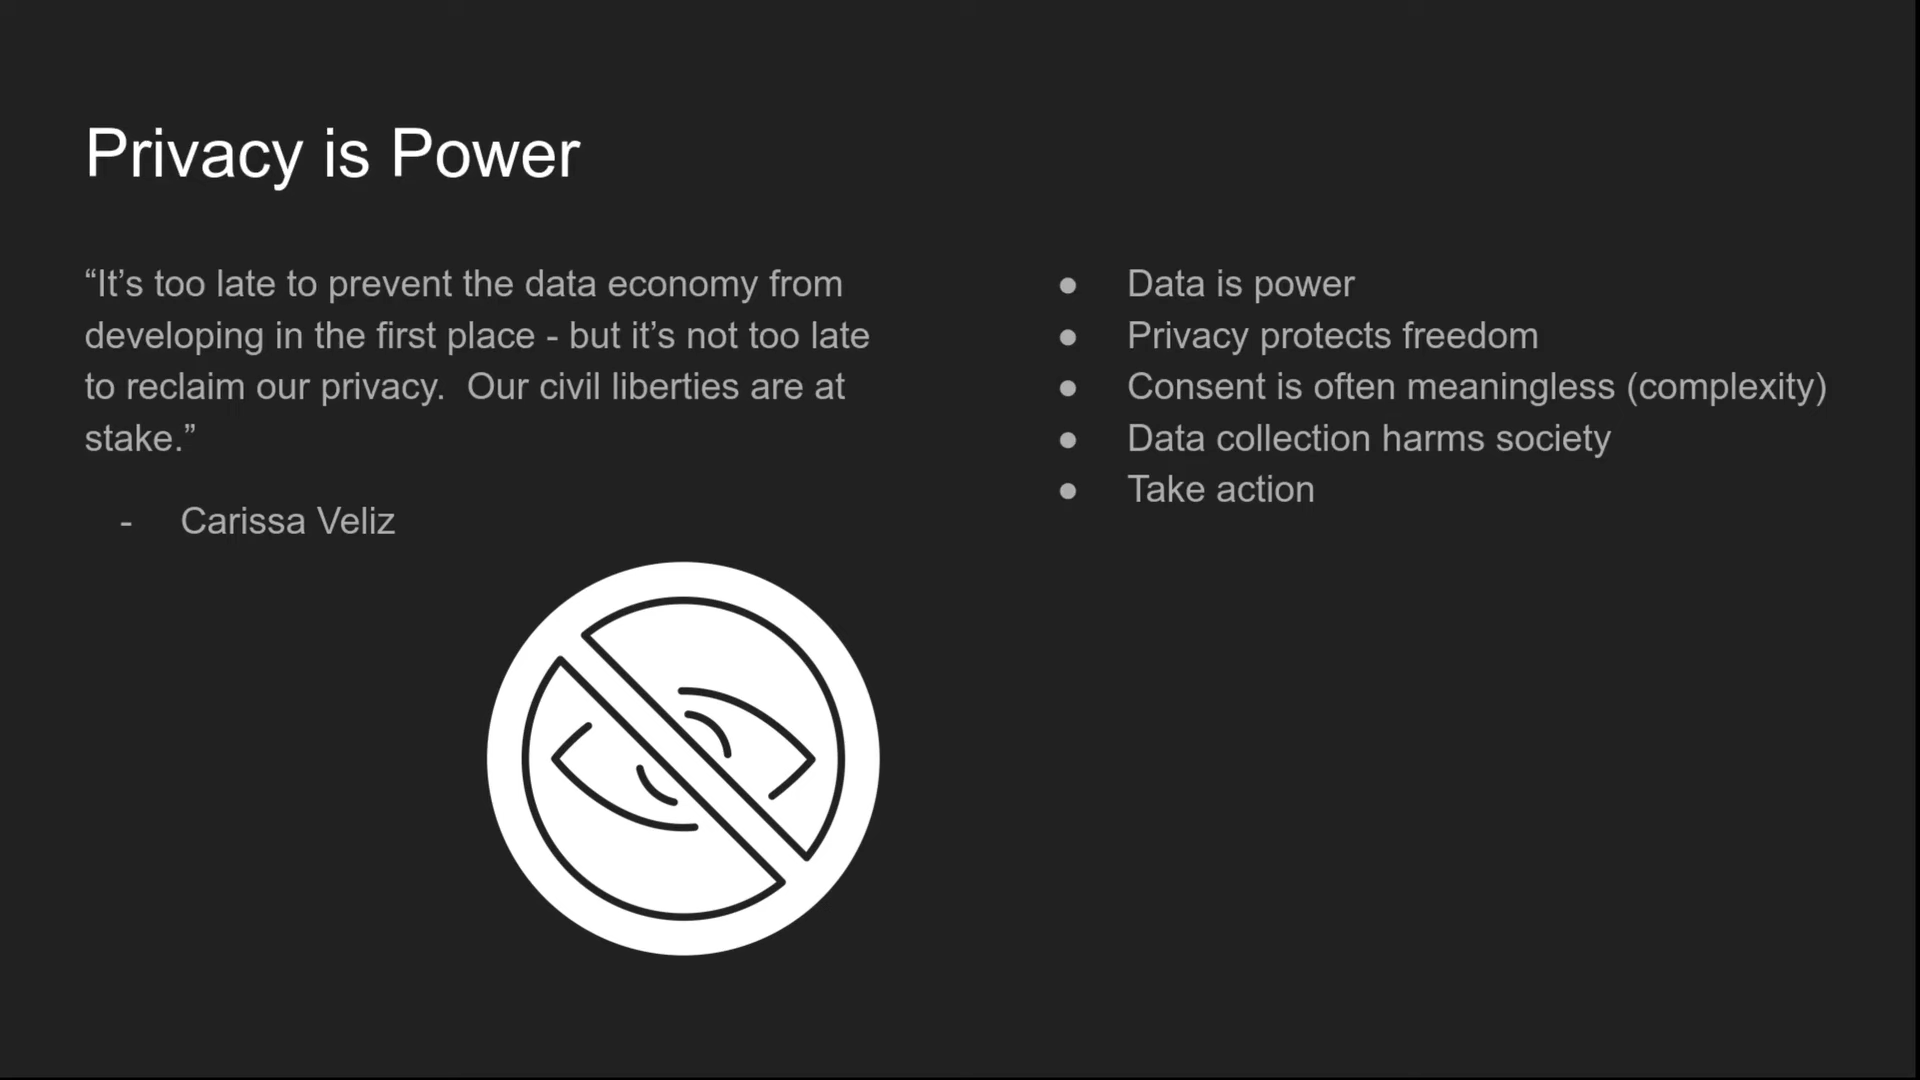 Privacy is Power
“It’s too late to prevent the data economy from
developing in the first place - but it’s not too late
to reclaim our privacy.  Our civil liberties are at
stake.”
- Carissa Veliz
● Data is power
● Privacy protects freedom
● Consent is often meaningless (complexity)
● Data collection harms society
● Take action